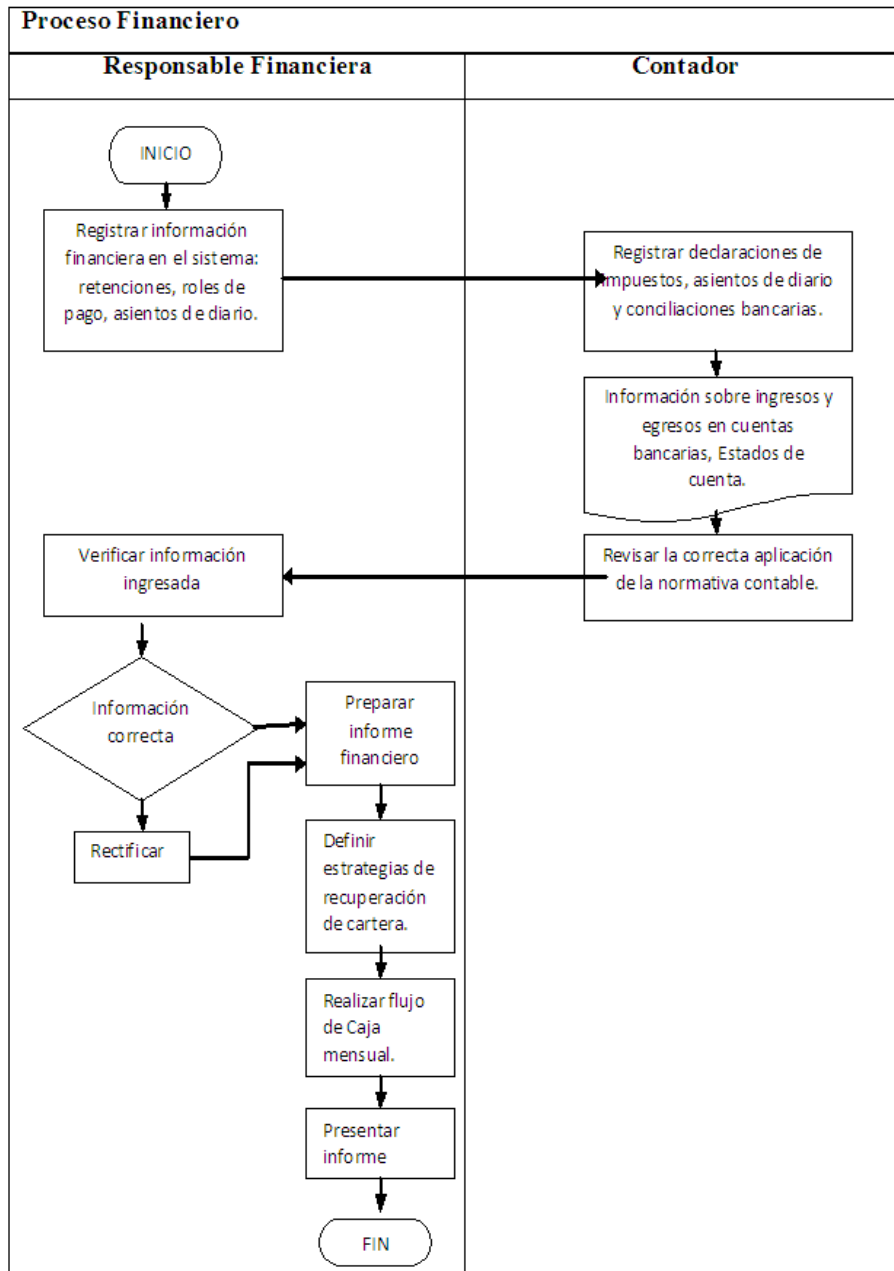 Proceso Financiero
Responsable Financiera
Contador
INICIO
Registrar información
financiera en el sistema:
retenciones, roles de
pago, asientos de diario.
Registrar declaraciones de
impuestos, asientos de diario
y conciliaciones bancarias.
Información sobre ingresos y
egresos en cuentas
bancarias, Estados de
cuenta.
Revisar la correcta aplicación
de la normativa contable.
Verificar información
ingresada
Información
correcta
Preparar
informe
financiero
Rectificar
Definir
estrategias de
recuperación
de cartera.
Realizar flujo
de Caja
mensual.
Presentar
informe
FIN